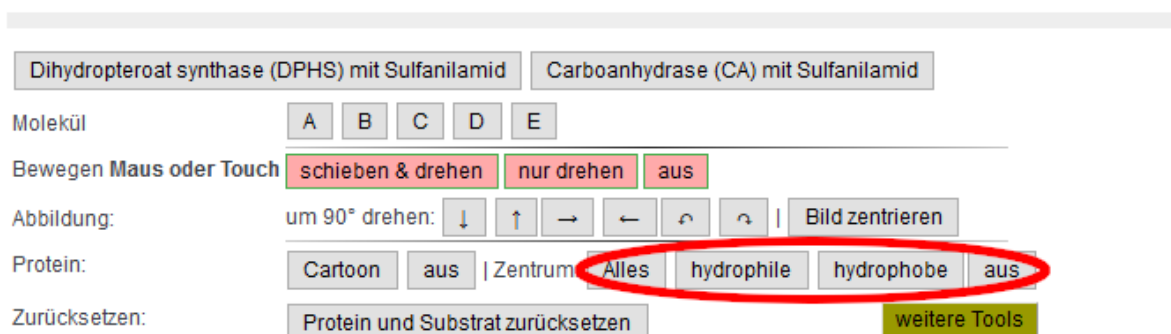 Dihydropteroat synthase (DPHS) mit Sulfanilamid Carboanhydrase (CA) mit Sulfanilamid
Molekül A B C D E
Bewegen Maus oder Touch schieben & drehen nur drehen aus
Abbildung: um 90° drehen: ↓ ↑ → ← ↶ ↷ | Bild zentrieren
Protein: Cartoon aus | Zentrum Alles hydrophile hydrophobe aus
Zurücksetzen: Protein und Substrat zurücksetzen weitere Tools